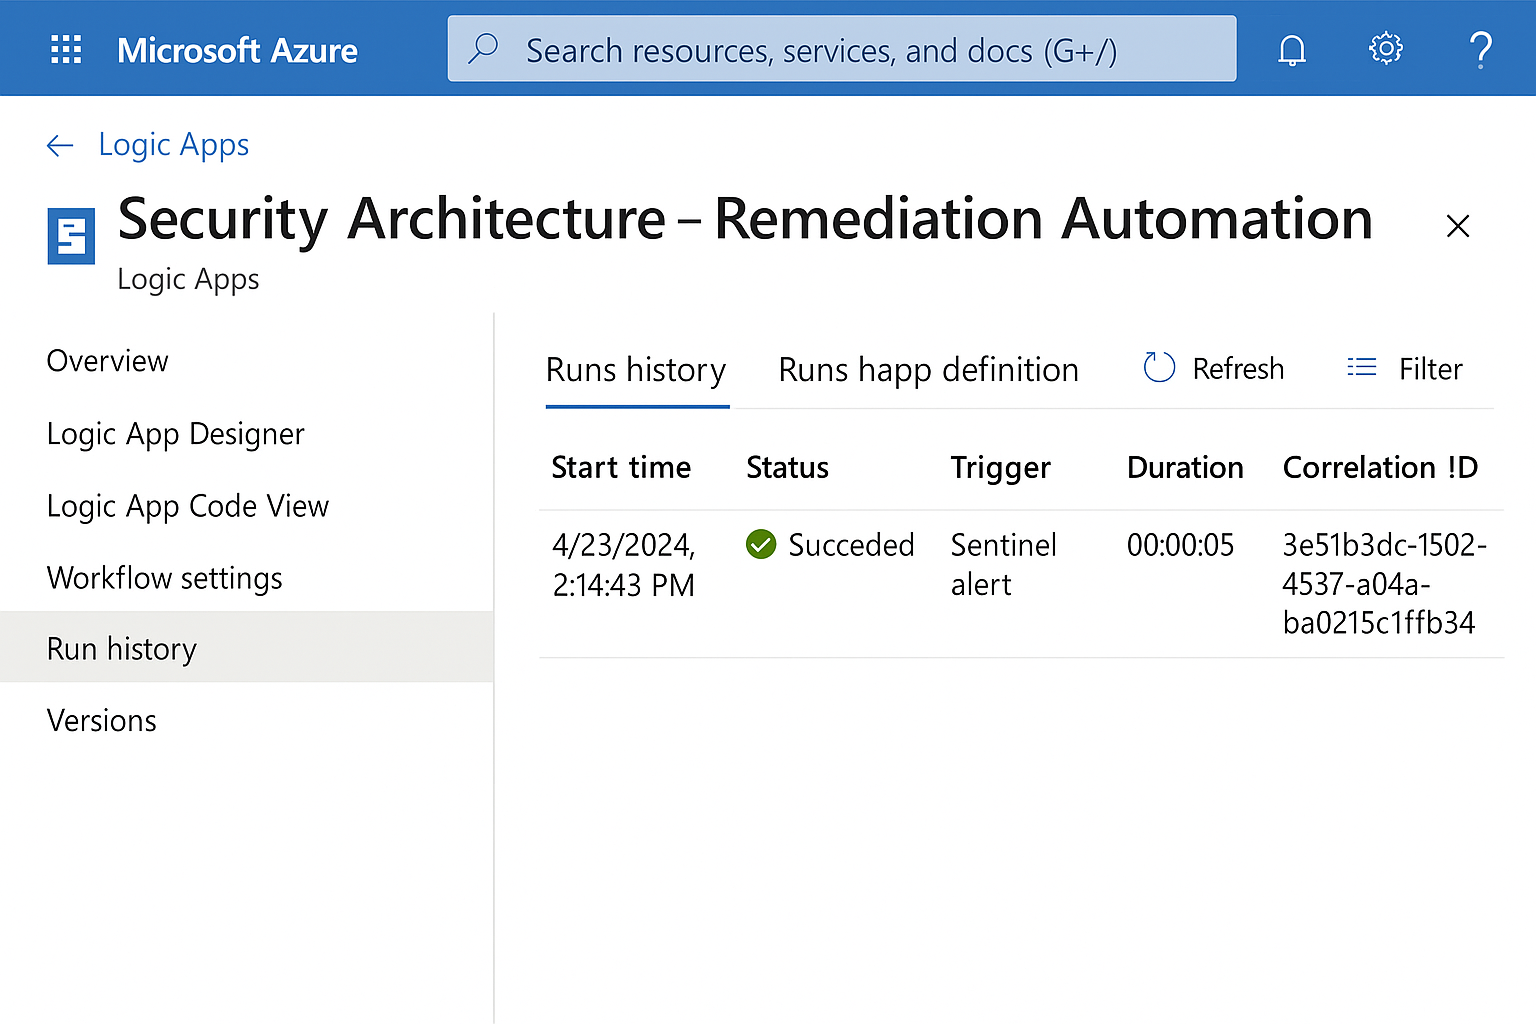 Microsoft Azure
Search resources, services, and docs (G+/)
?
← Logic Apps
Security Architecture – Remediation Automation
Logic Apps
Overview
Logic App Designer
Logic App Code View
Workflow settings
Run history
Versions
Runs history Runs happ definition Refresh Filter
Start time Status Trigger Duration Correlation !D
4/23/2024, Succeded Sentinel 00:00:05 3e51b3dc-1502-
2:14:43 PM alert 4537-a04a-
ba0215c1ffb34